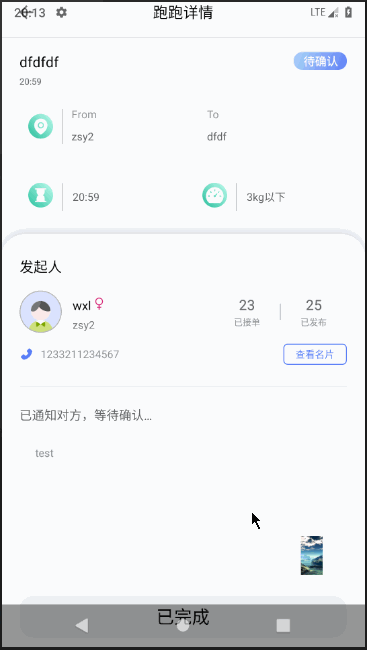 20:13
跑跑详情
LTE
dfdfdf
待确认
20:59
From
To
zsy2
dfdf
20:59
3kg以下
发起人
wxl
23
25
zsy2
已接单
已发布
1233211234567
查看名片
已通知对方，等待确认...
test
已完成